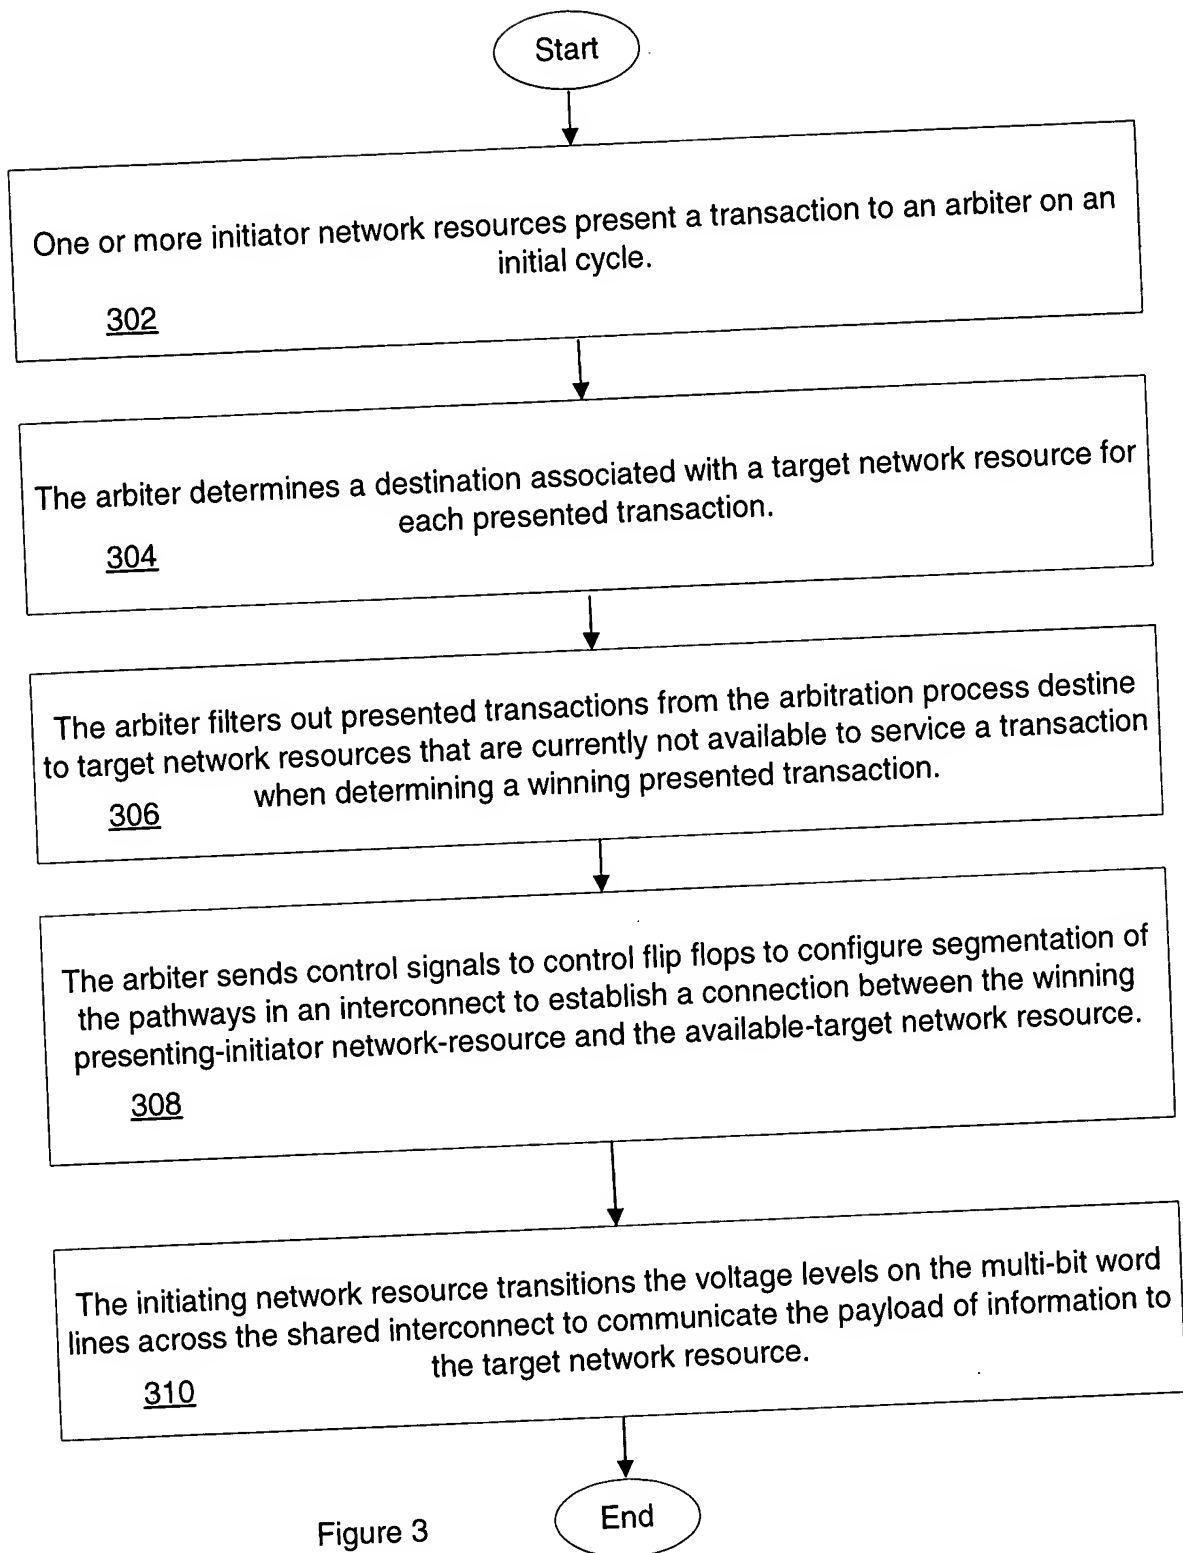 Start
One or more initiator network resources present a transaction to an arbiter on an
initial cycle.
302
The arbiter determines a destination associated with a target network resource for
each presented transaction.
304
The arbiter filters out presented transactions from the arbitration process destine
to target network resources that are currently not available to service a transaction
when determining a winning presented transaction.
306
The arbiter sends control signals to control flip flops to configure segmentation of
the pathways in an interconnect to establish a connection between the winning
presenting-initiator network-resource and the available-target network resource.
308
The initiating network resource transitions the voltage levels on the multi-bit word
lines across the shared interconnect to communicate the payload of information to
the target network resource.
310
End
Figure 3